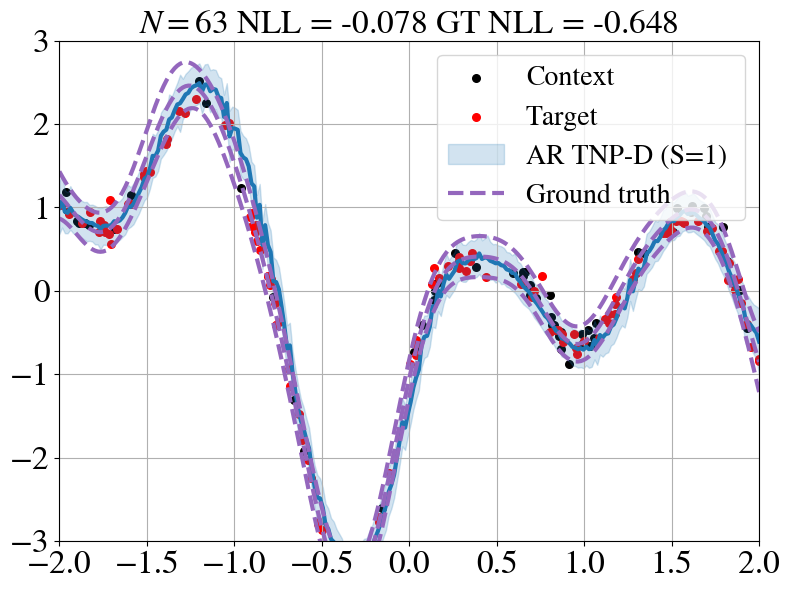 N = 63 NLL = -0.078 GT NLL = -0.648
3
2
1
0
−1
−2
−3
Context
Target
AR TNP-D (S=1)
Ground truth
−2.0 −1.5 −1.0 −0.5 0.0 0.5 1.0 1.5 2.0